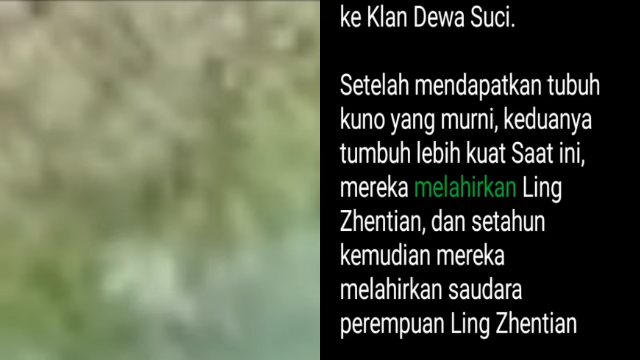 ke Klan Dewa Suci.
Setelah mendapatkan tubuh
kuno yang murni, keduanya
tumbuh lebih kuat Saat ini,
mereka melahirkan Ling
Zhentian, dan setahun
kemudian mereka
melahirkan saudara
perempuan Ling Zhentian